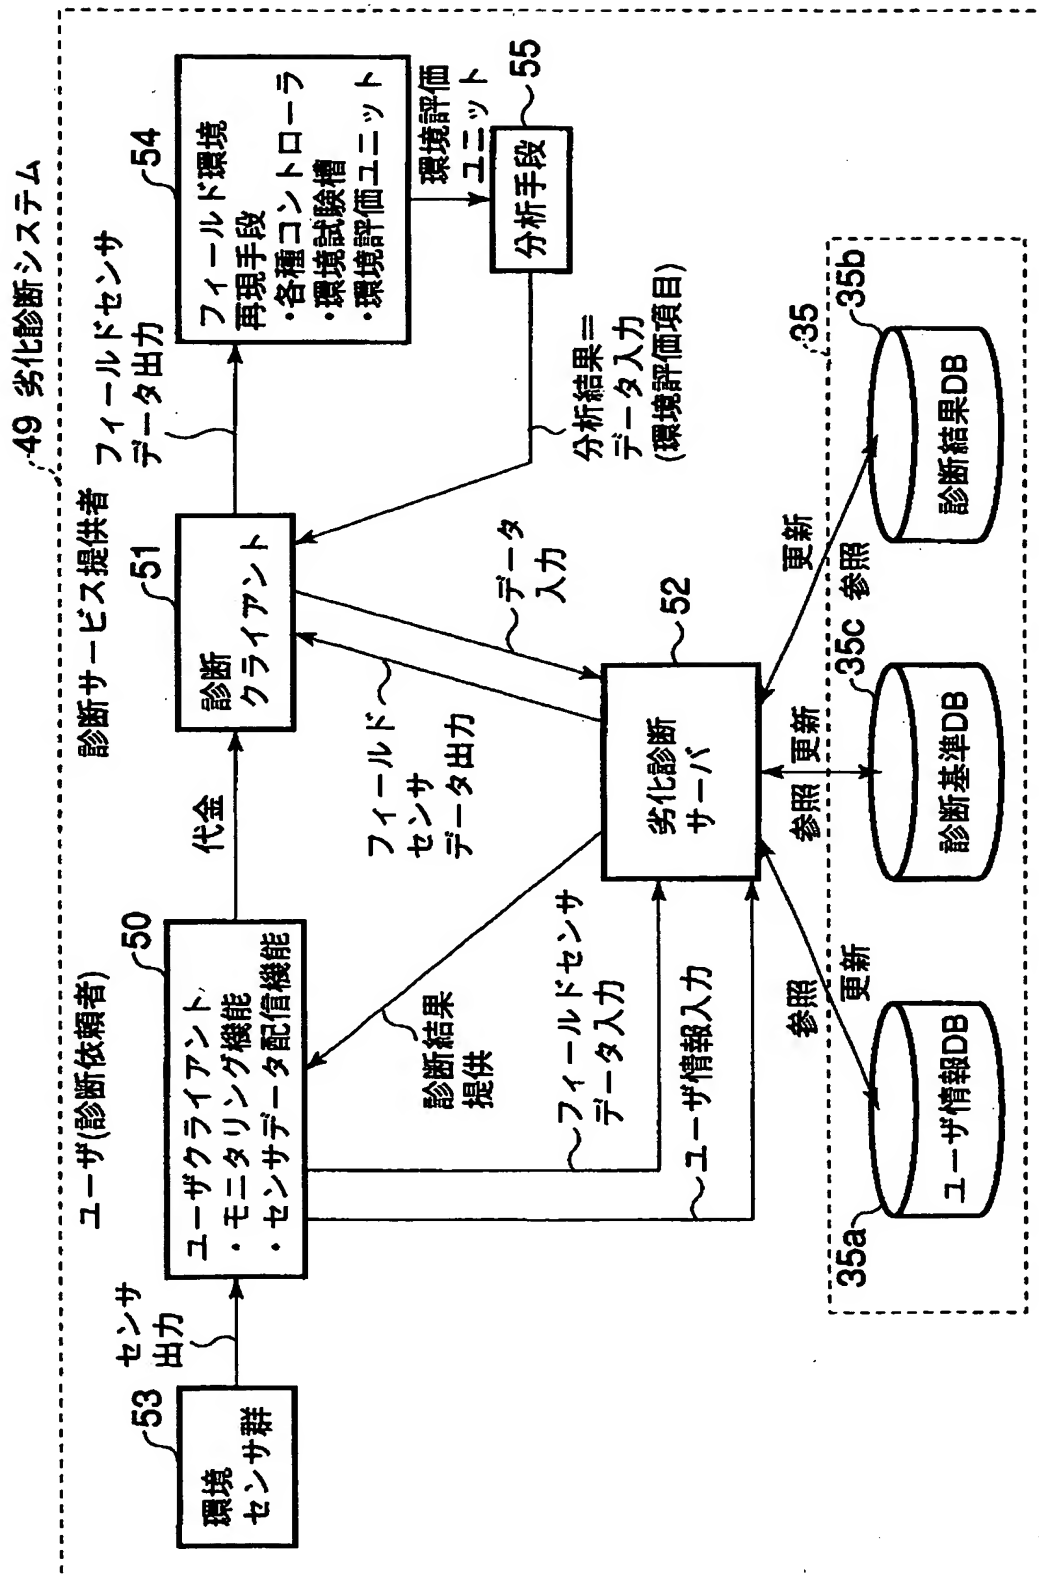 49 劣化診断システム
ユーザ(診断依頼者)
診断サービス提供者
53
環境
センサ群
センサ
出力
50
ユーザクライアント
・モニタリング機能
・センサデータ配信機能
代金
51
診断
クライアント
フィールドセンサ
データ出力
54
フィールド環境
再現手段
・各種コントローラ
・環境試験槽
・環境評価ユニット
環境評価
ユニット
55
分析手段
分析結果=
データ入力
(環境評価項目)
診断結果
提供
フィールド
センサ
データ出力
データ
入力
フィールドセンサ
データ入力
ユーザ情報入力
52
劣化診断
サーバ
参照
更新
参照
更新
更新
参照
35
35a
ユーザ情報DB
35c
診断基準DB
35b
診断結果DB